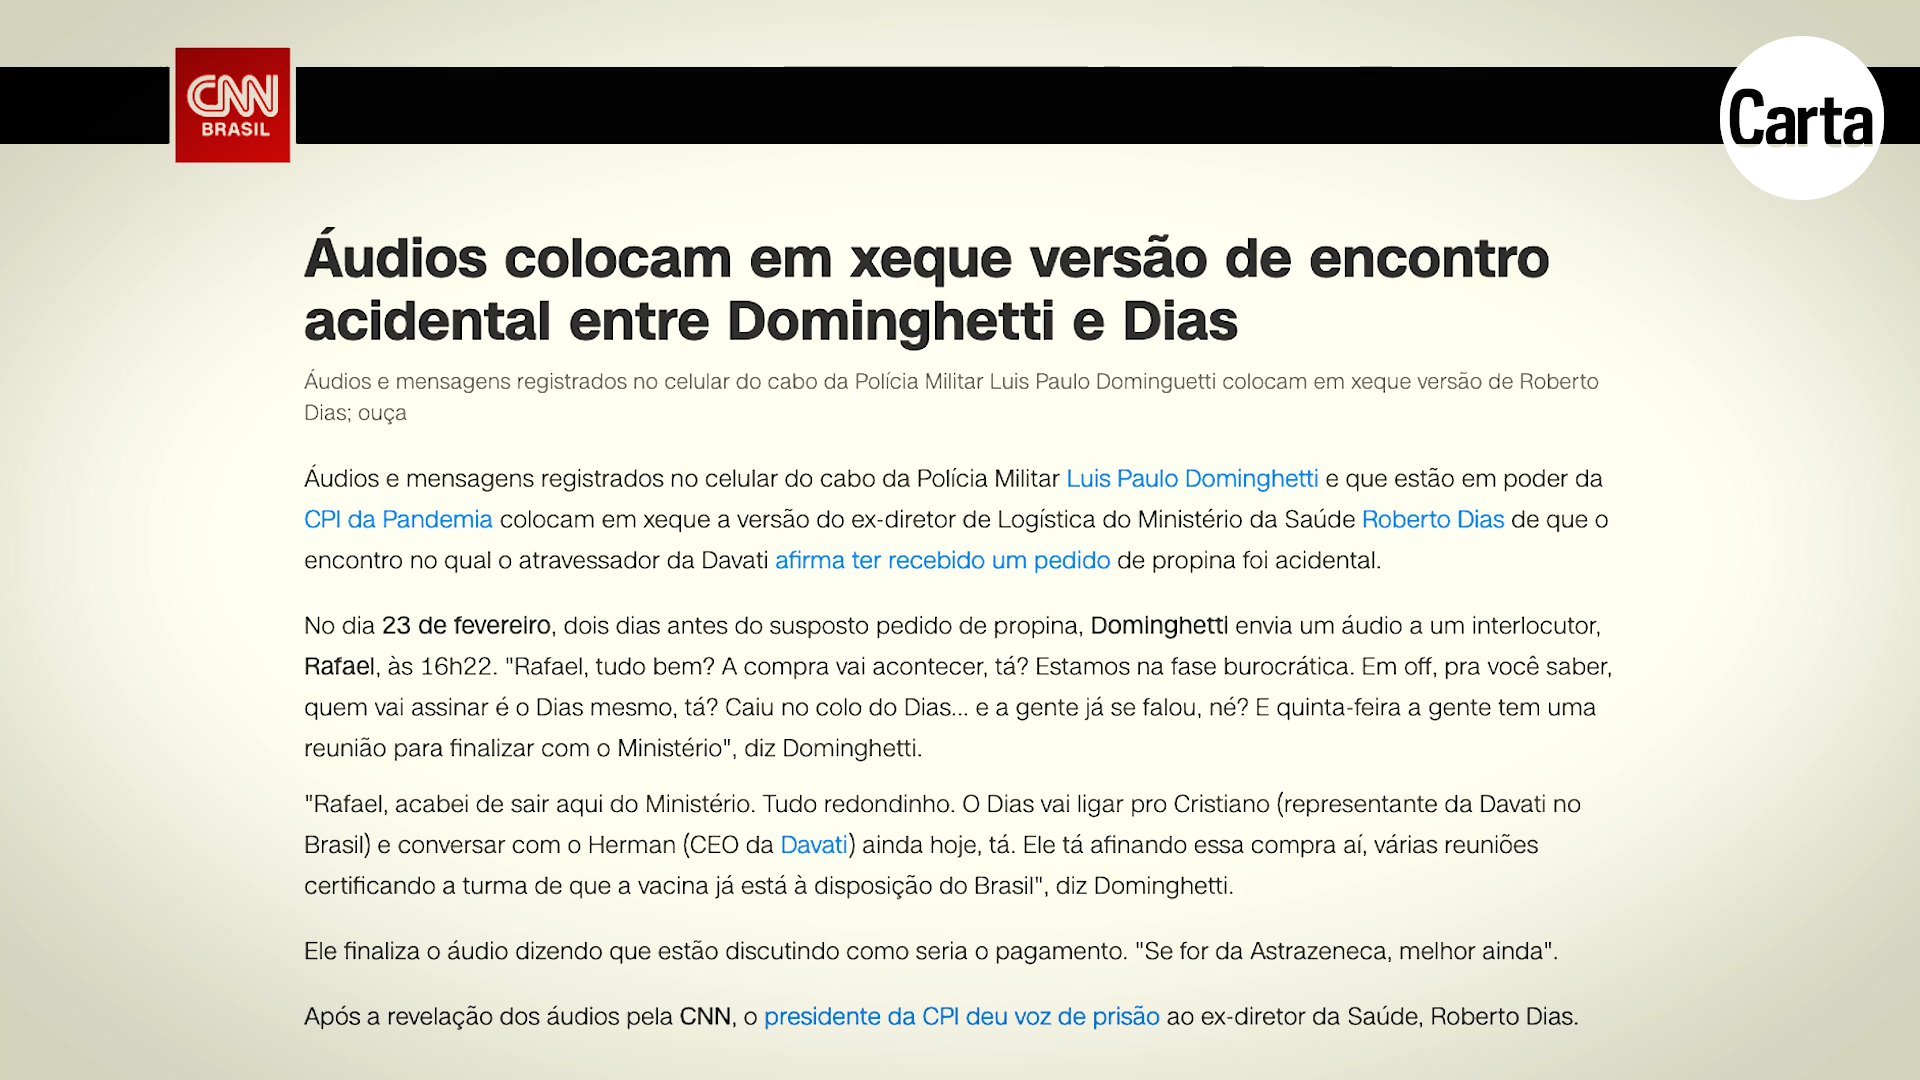 CNN
BRASIL
Carta
Áudios colocam em xeque versão de encontro
acidental entre Dominghetti e Dias
Áudios e mensagens registrados no celular do cabo da Polícia Militar Luis Paulo Dominguetti colocam em xeque versão de Roberto
Dias; ouça
Áudios e mensagens registrados no celular do cabo da Polícia Militar Luis Paulo Dominghetti e que estão em poder da
CPI da Pandemia colocam em xeque a versão do ex-diretor de Logística do Ministério da Saúde Roberto Dias de que o
encontro no qual o atravessador da Davati afirma ter recebido um pedido de propina foi acidental.
No dia 23 de fevereiro, dois dias antes do susposto pedido de propina, Dominghetti envia um áudio a um interlocutor,
Rafael, às 16h22. "Rafael, tudo bem? A compra vai acontecer, tá? Estamos na fase burocrática. Em off, pra você saber,
quem vai assinar é o Dias mesmo, tá? Caiu no colo do Dias... e a gente já se falou, né? E quinta-feira a gente tem uma
reunião para finalizar com o Ministério", diz Dominghetti.
"Rafael, acabei de sair aqui do Ministério. Tudo redondinho. O Dias vai ligar pro Cristiano (representante da Davati no
Brasil) e conversar com o Herman (CEO da Davati) ainda hoje, tá. Ele tá afinando essa compra aí, várias reuniões
certificando a turma de que a vacina já está à disposição do Brasil", diz Dominghetti.
Ele finaliza o áudio dizendo que estão discutindo como seria o pagamento. "Se for da Astrazeneca, melhor ainda".
Após a revelação dos áudios pela CNN, o presidente da CPI deu voz de prisão ao ex-diretor da Saúde, Roberto Dias.